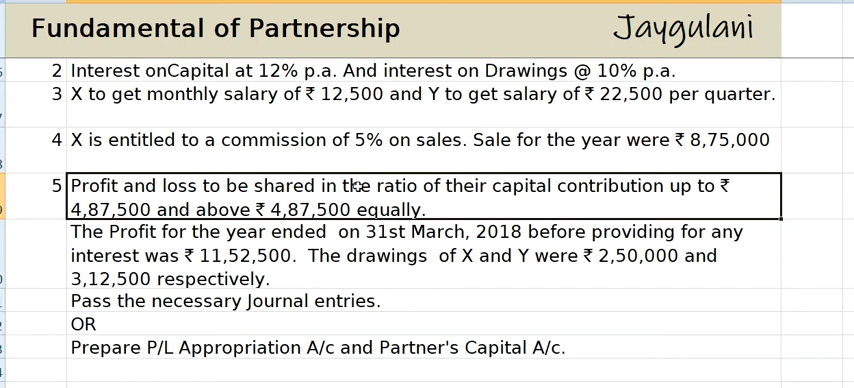 Fundamental of Partnership Jaygulani
2 Interest onCapital at 12% p.a. And interest on Drawings @ 10% p.a.
3 X to get monthly salary of ₹ 12,500 and Y to get salary of ₹ 22,500 per quarter.
4 X is entitled to a commission of 5% on sales. Sale for the year were ₹ 8,75,000
5 Profit and loss to be shared in the ratio of their capital contribution up to ₹
4,87,500 and above ₹ 4,87,500 equally.
The Profit for the year ended on 31st March, 2018 before providing for any
interest was ₹ 11,52,500. The drawings of X and Y were ₹ 2,50,000 and
3,12,500 respectively.
Pass the necessary Journal entries.
OR
Prepare P/L Appropriation A/c and Partner's Capital A/c.